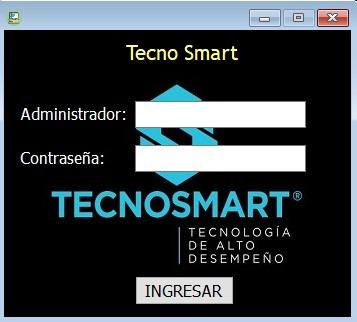 Tecno Smart
Administrador:
Contraseña:
TECNOSMART®
TECNOLOGÍA
DE ALTO
DESEMPEÑO
INGRESAR